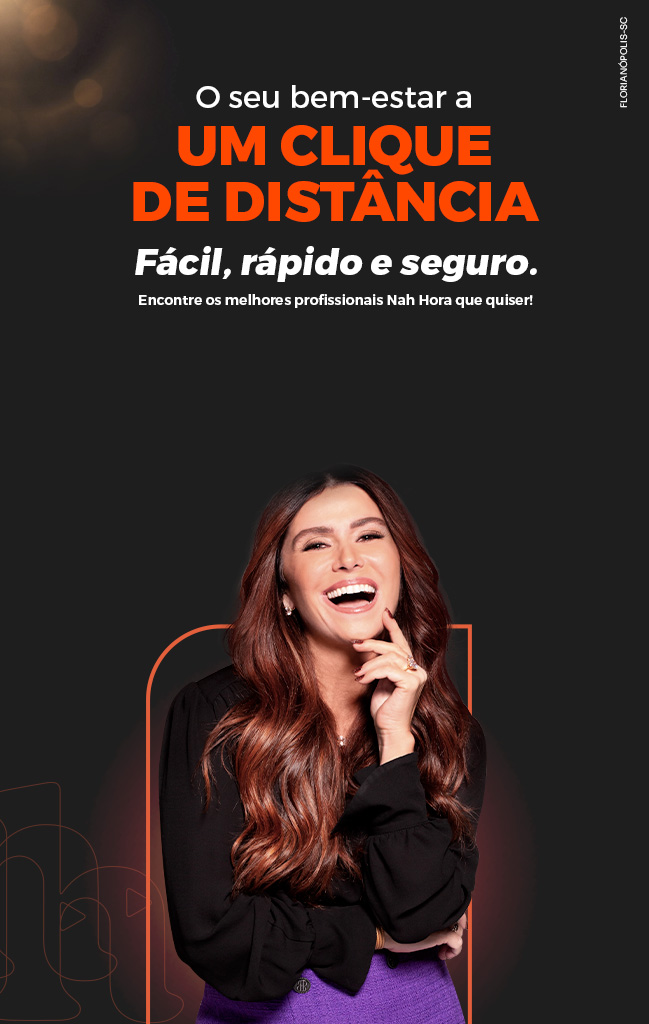 FLORIANÓPOLIS-SC
O seu bem-estar a
UM CLIQUE
DE DISTÂNCIA
Fácil, rápido e seguro.
Encontre os melhores profissionais Nah Hora que quiser!